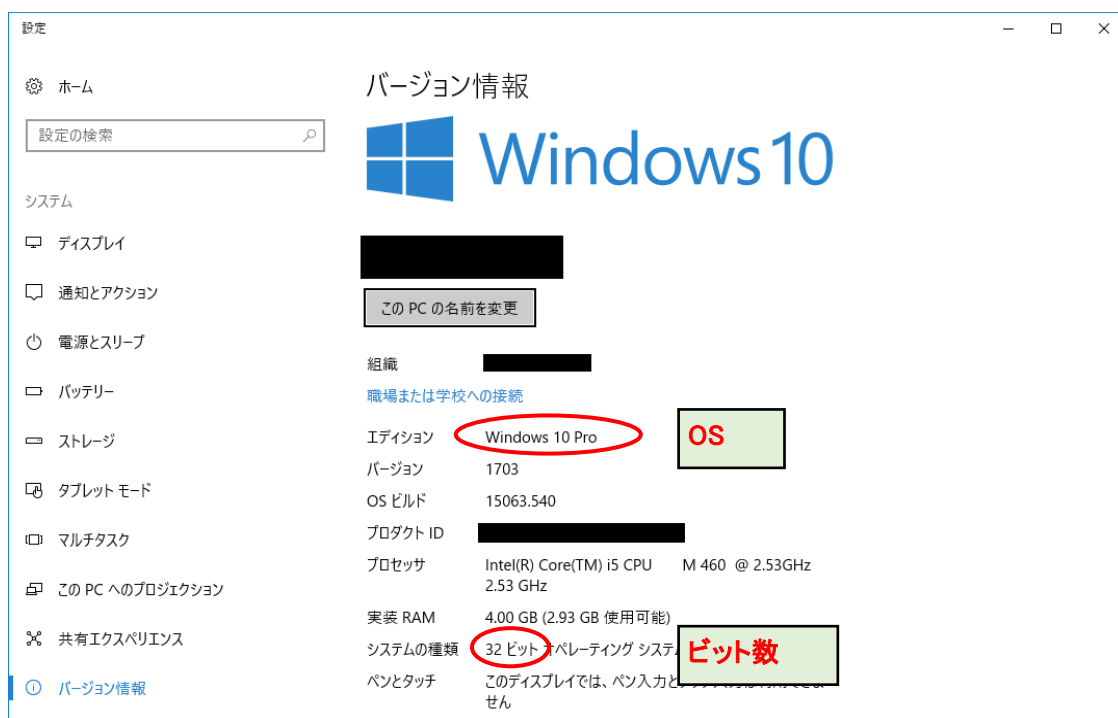 設定
ホーム
設定の検索
システム
ディスプレイ
通知とアクション
電源とスリープ
バッテリー
ストレージ
タブレット モード
マルチタスク
この PC へのプロジェクション
共有エクスペリエンス
バージョン情報
バージョン情報
Windows 10
この PC の名前を変更
組織
職場または学校への接続
エディション Windows 10 Pro
OS
バージョン 1703
OS ビルド 15063.540
プロダクト ID
プロセッサ Intel(R) Core(TM) i5 CPU M 460 @ 2.53GHz
2.53 GHz
実装 RAM 4.00 GB (2.93 GB 使用可能)
システムの種類 32 ビット オペレーティング システ
ビット数
ペンとタッチ このディスプレイでは、ペン入力と
せん